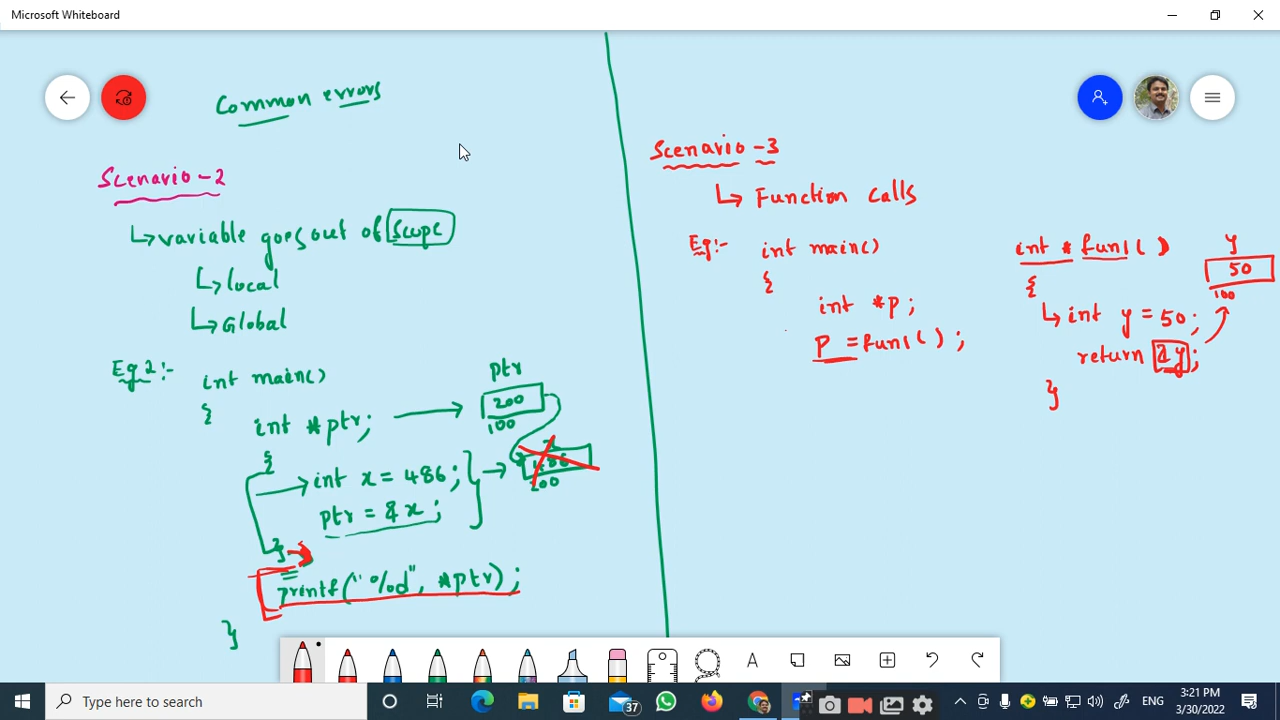 Microsoft Whiteboard
Common errors
Scenario-2
↳ variable goes out of scope
↳ local
↳ Global
Eg 2:-
int main()
{
int *ptr;
{
int x = 486;
ptr = &x;
}
printf("%d", *ptr);
}
ptr
200
100
x
486
200
Scenario-3
↳ Function calls
Eg:-
int main()
{
int *p;
p = fun1( );
int * fun1( )
{
↳ int y = 50;
return &y;
}
y
50
100
A
Type here to search
37
ENG
3:21 PM
3/30/2022